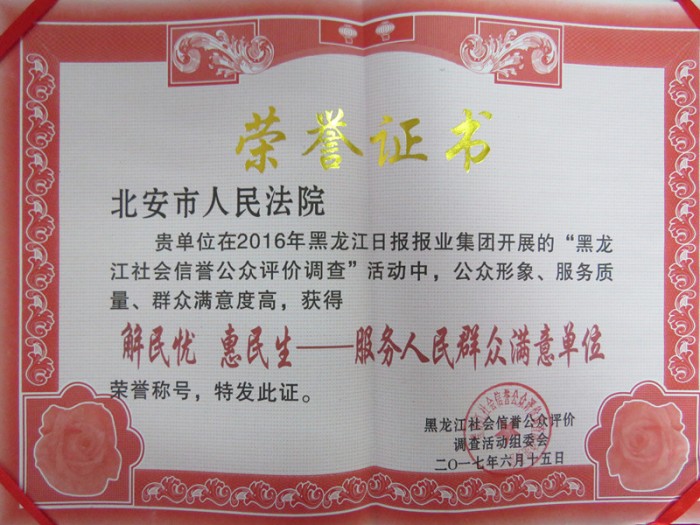 荣誉证书
北安市人民法院
贵单位在2016年黑龙江日报报业集团开展的“黑龙
江社会信誉公众评价调查”活动中，公众形象、服务质
量、群众满意度高，获得
解民忧 惠民生——服务人民群众满意单位
荣誉称号，特发此证。
黑龙江社会信誉公众评价
调查活动组委会
二〇一七年六月十五日